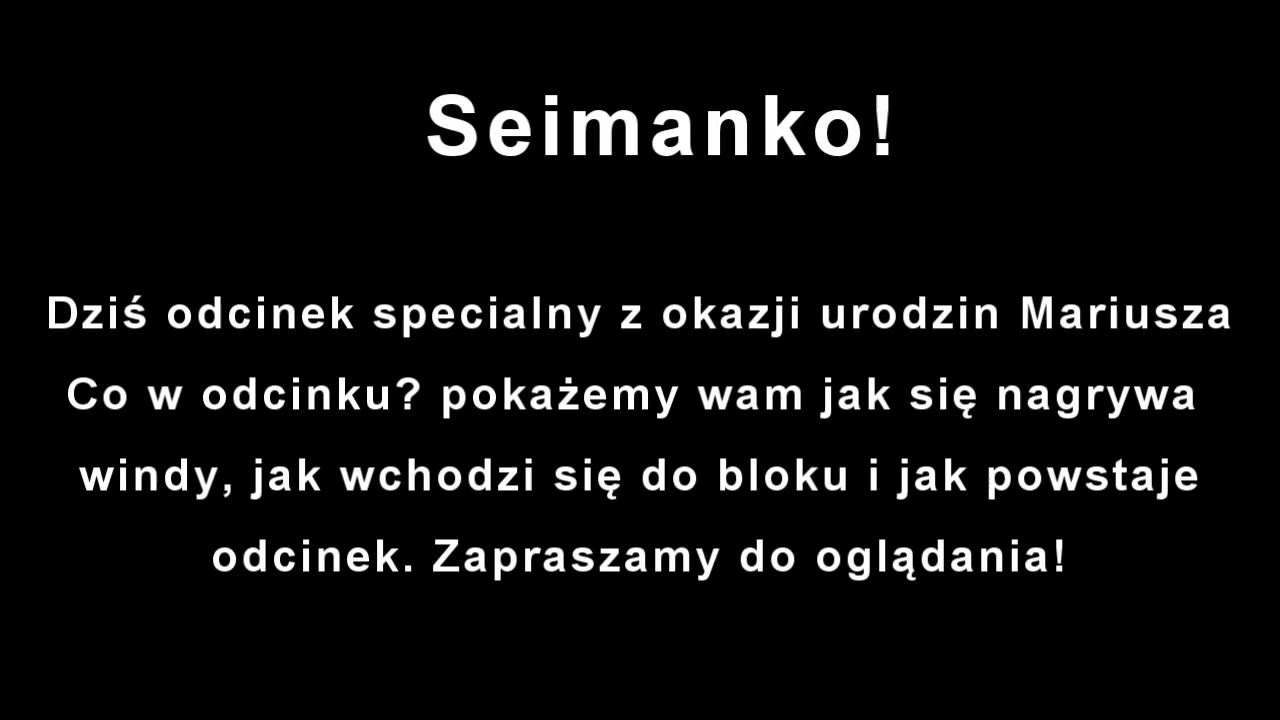 Seimanko!
Dziś odcinek specialny z okazji urodzin Mariusza
Co w odcinku? pokażemy wam jak się nagrywa
windy, jak wchodzi się do bloku i jak powstaje
odcinek. Zapraszamy do oglądania!